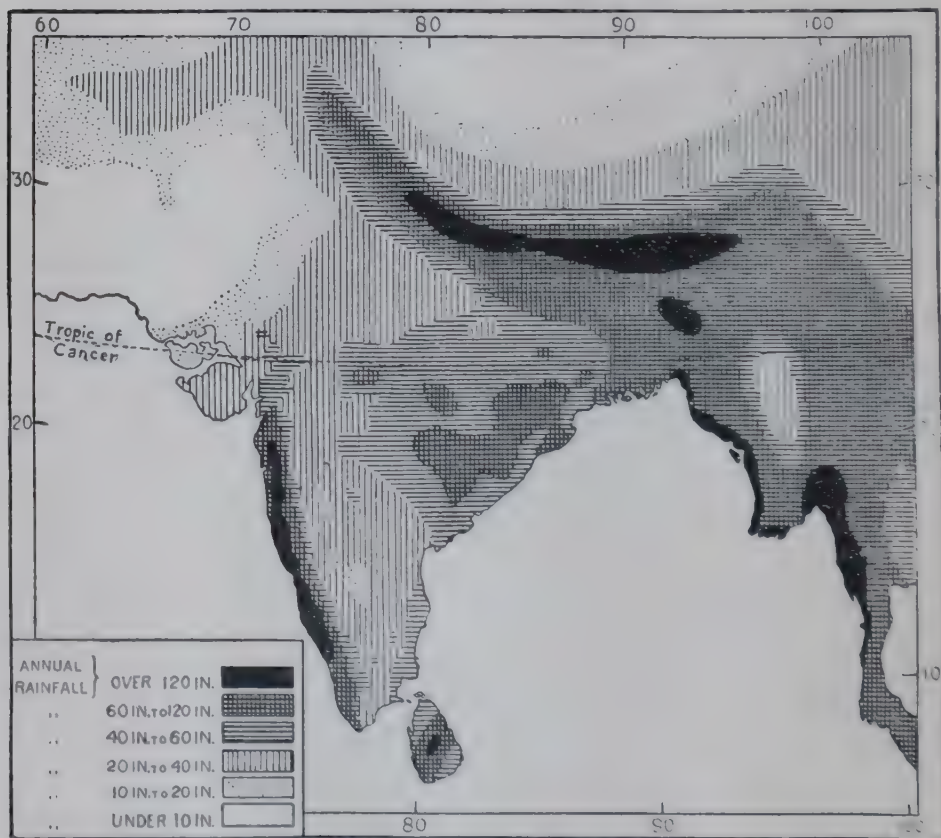 60 70 80 90 100
30
Tropic of
Cancer
20
10
ANNUAL
RAINFALL } OVER 120 IN.
,, 60 IN. TO 120 IN.
,, 40 IN. TO 60 IN.
,, 20 IN. TO 40 IN.
,, 10 IN. TO 20 IN.
,, UNDER 10 IN.
80 90